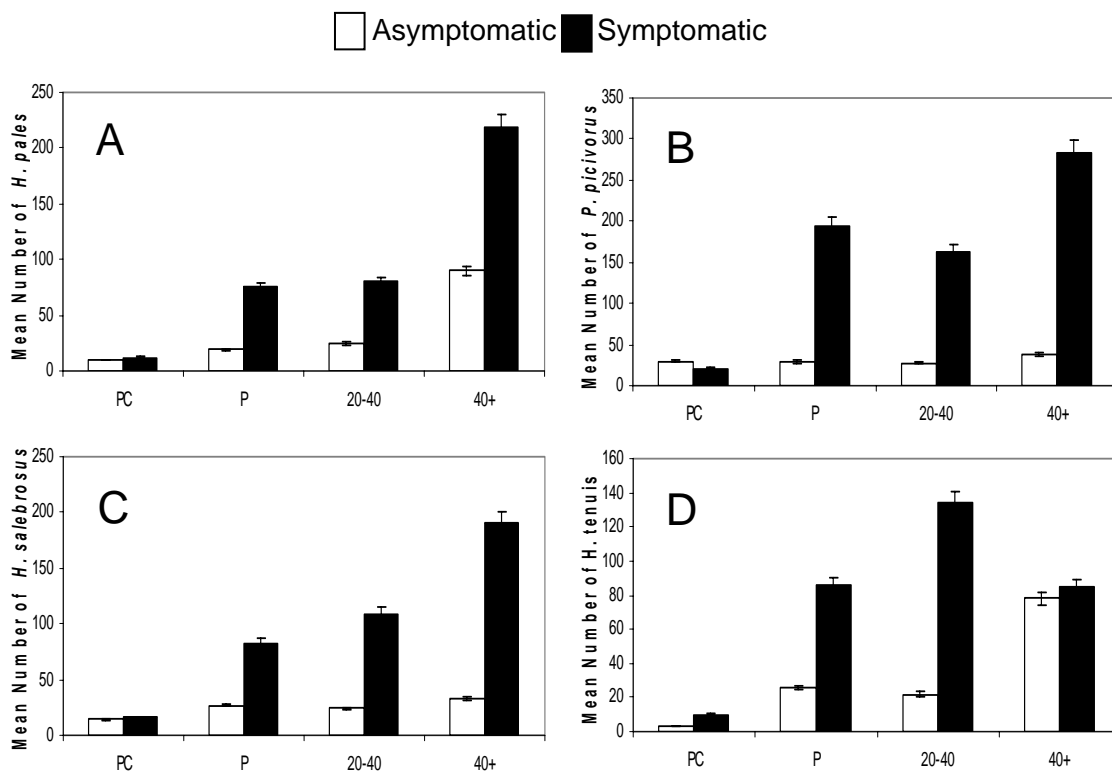 Asymptomatic Symptomatic
A
Mean Number of H. pales
250
200
150
100
50
0
PC P 20-40 40+
B
Mean Number of P. picivorus
350
300
250
200
150
100
50
0
PC P 20-40 40+
C
Mean Number of H. salebrosus
250
200
150
100
50
0
PC P 20-40 40+
D
Mean Number of H. tenuis
160
140
120
100
80
60
40
20
0
PC P 20-40 40+